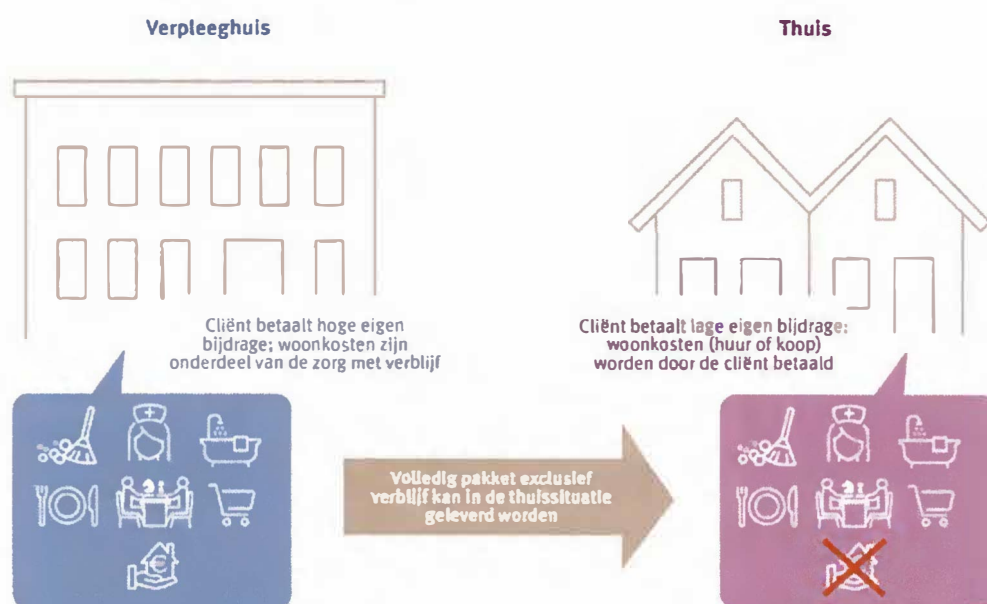 Verpleeghuis
Thuis
Cliënt betaalt hoge eigen
bijdrage; woonkosten zijn
onderdeel van de zorg met verblijf
Cliënt betaalt lage eigen bijdrage;
woonkosten (huur of koop)
worden door de cliënt betaald
Volledig pakket exclusief
verblijf kan in de thuissituatie
geleverd worden
€